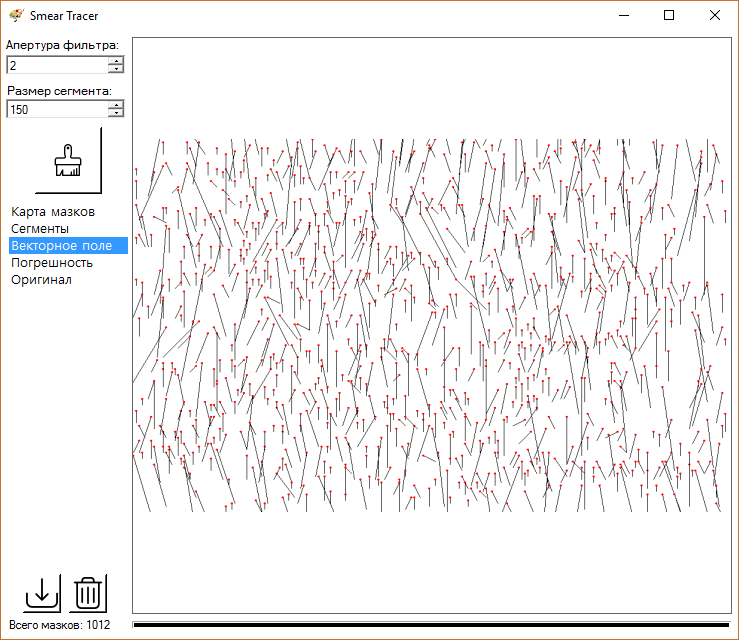 Smear Tracer
Апертура фильтра:
2
Размер сегмента:
150
Карта мазков
Сегменты
Векторное поле
Погрешность
Оригинал
Всего мазков: 1012